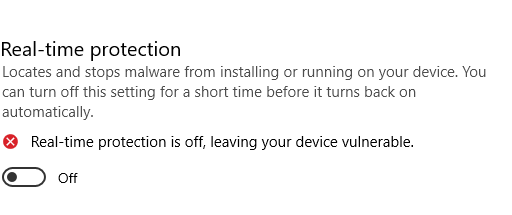 Real-time protection
Locates and stops malware from installing or running on your device. You
can turn off this setting for a short time before it turns back on
automatically.
Real-time protection is off, leaving your device vulnerable.
Off